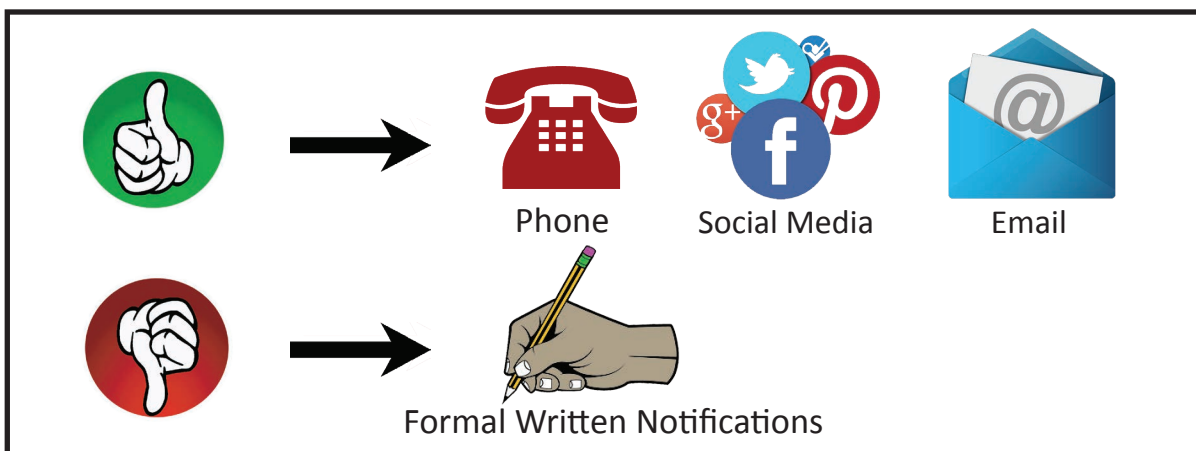 Phone
Social Media
Email
g+
f
@
Formal Written Notifications